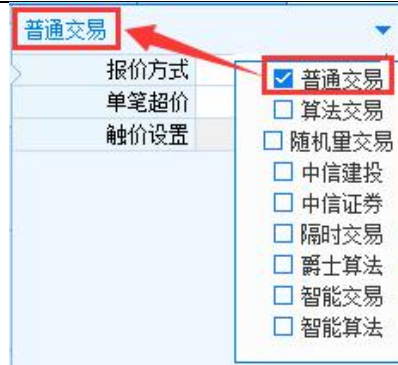 普通交易
报价方式
单笔超价
触价设置
普通交易
算法交易
随机量交易
中信建投
中信证券
隔时交易
爵士算法
智能交易
智能算法